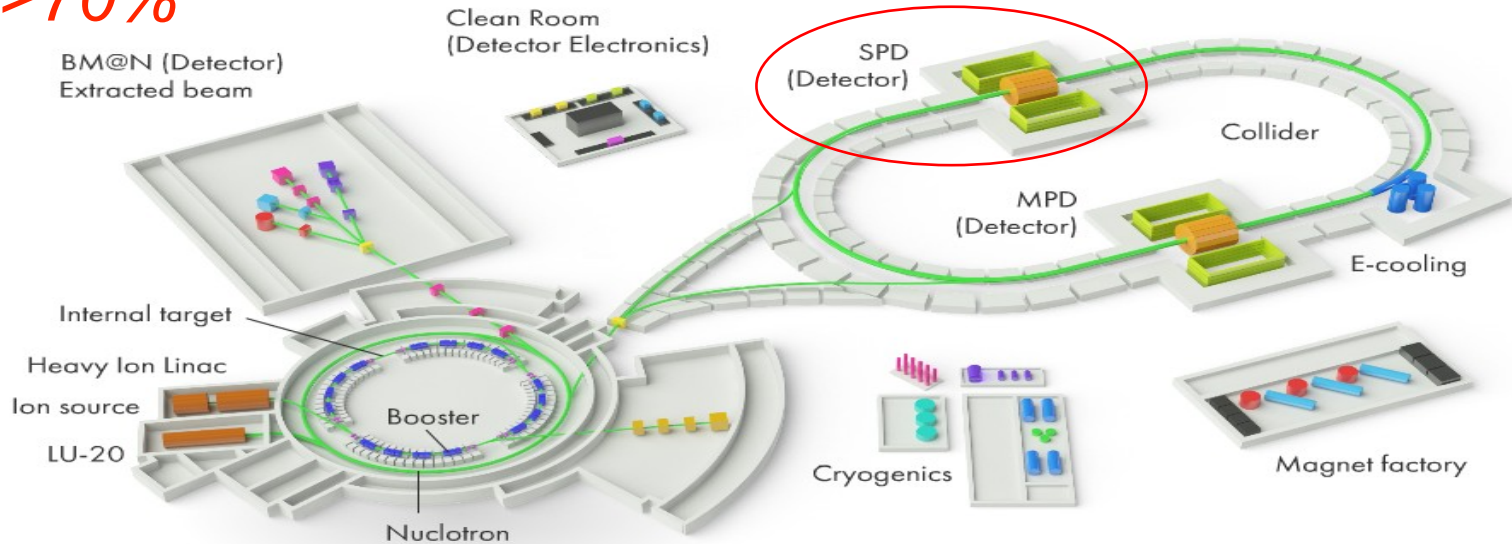 >70%
Clean Room
(Detector Electronics)
BM@N (Detector)
Extracted beam
SPD
(Detector)
Collider
MPD
(Detector)
E-cooling
Internal target
Heavy Ion Linac
Ion source
LU-20
Booster
Nuclotron
Cryogenics
Magnet factory